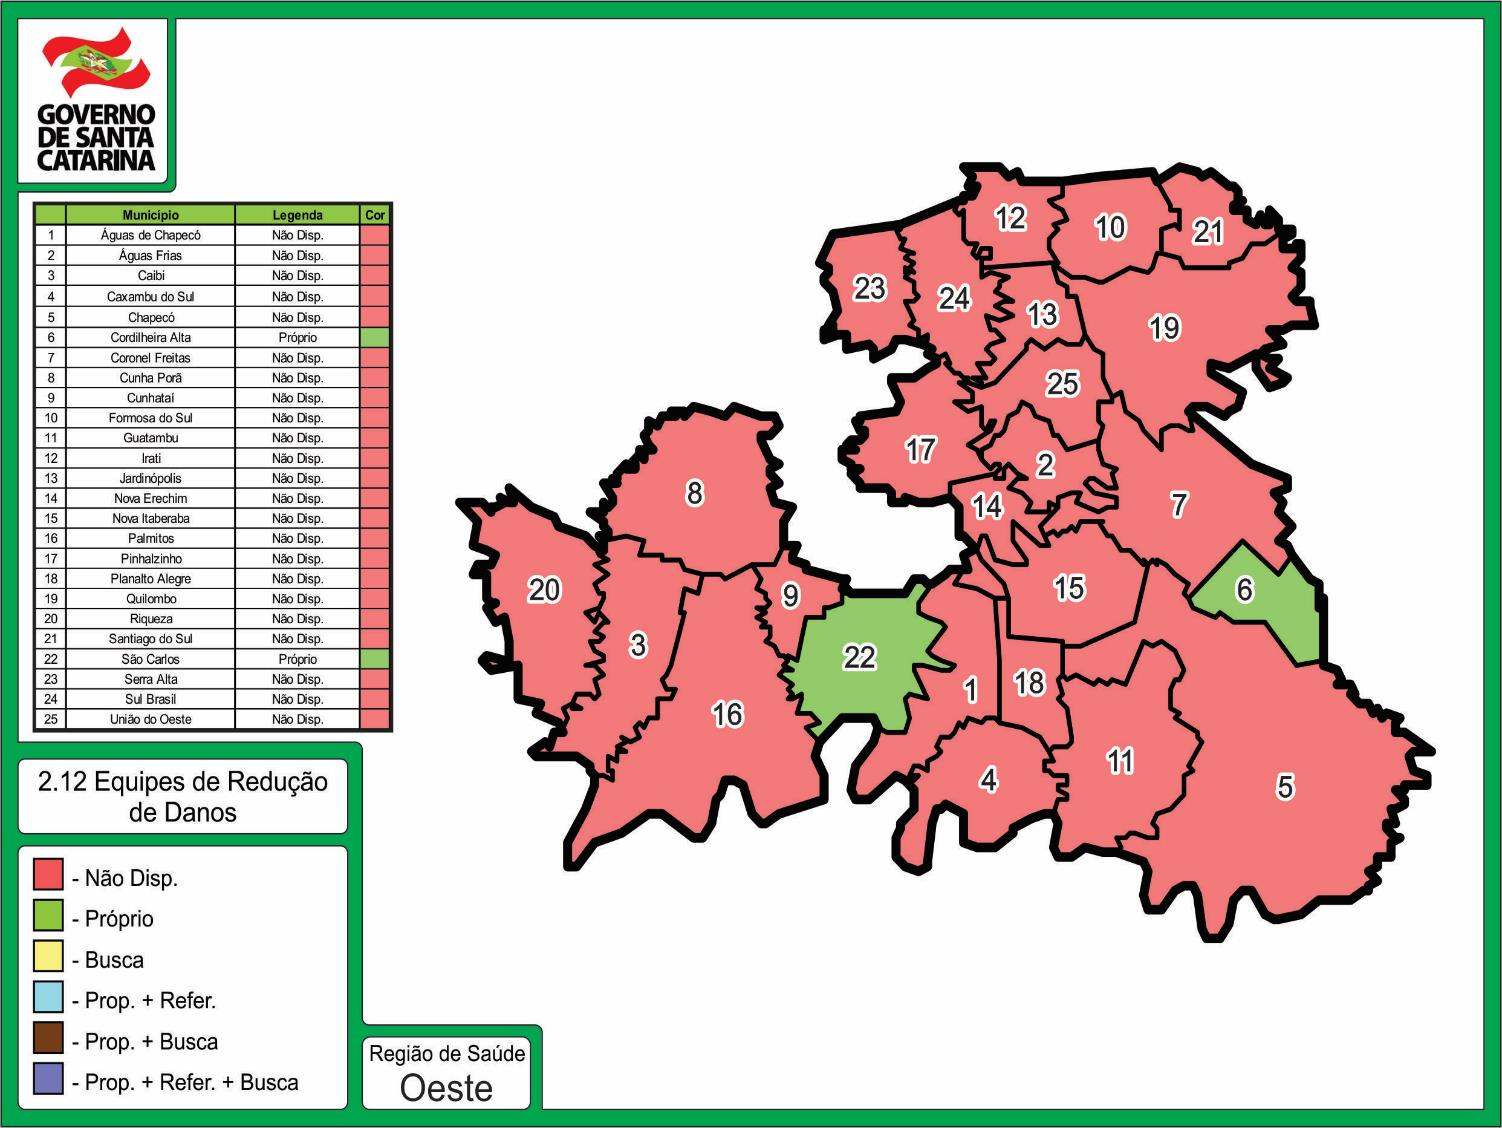 GOVERNO
DE SANTA
CATARINA
Município Legenda Cor
1 Águas de Chapecó Não Disp.
2 Águas Frias Não Disp.
3 Caibi Não Disp.
4 Caxambu do Sul Não Disp.
5 Chapecó Não Disp.
6 Cordilheira Alta Próprio
7 Coronel Freitas Não Disp.
8 Cunha Porã Não Disp.
9 Cunhataí Não Disp.
10 Formosa do Sul Não Disp.
11 Guatambu Não Disp.
12 Irati Não Disp.
13 Jardinópolis Não Disp.
14 Nova Erechim Não Disp.
15 Nova Itaberaba Não Disp.
16 Palmitos Não Disp.
17 Pinhalzinho Não Disp.
18 Planalto Alegre Não Disp.
19 Quilombo Não Disp.
20 Riqueza Não Disp.
21 Santiago do Sul Não Disp.
22 São Carlos Próprio
23 Serra Alta Não Disp.
24 Sul Brasil Não Disp.
25 União do Oeste Não Disp.
2.12 Equipes de Redução
de Danos
- Não Disp.
- Próprio
- Busca
- Prop. + Refer.
- Prop. + Busca
- Prop. + Refer. + Busca
Região de Saúde
Oeste
12
10
21
23
24
13
19
25
17
2
8
14
7
20
9
15
6
3
22
1
18
16
4
11
5